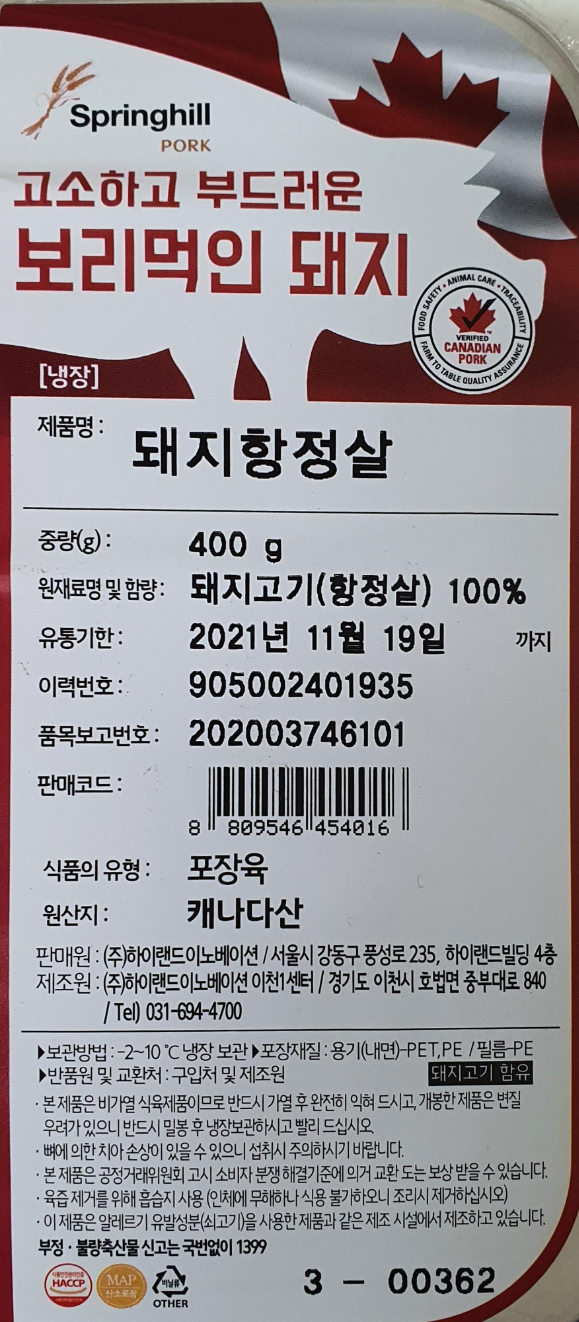 Springhill
PORK
고소하고 부드러운
보리먹인 돼지
FOOD SAFETY • ANIMAL CARE • TRACEABILITY
VERIFIED
CANADIAN
PORK
FARM TO TABLE QUALITY ASSURANCE
[냉장]
제품명 : 돼지항정살
중량(g) : 400 g
원재료명 및 함량 : 돼지고기(항정살) 100%
유통기한 : 2021년 11월 19일 까지
이력번호 : 905002401935
품목보고번호 : 202003746101
판매코드 :
8 809546 454016
식품의 유형 : 포장육
원산지 : 캐나다산
판매원 : (주)하이랜드이노베이션 / 서울시 강동구 풍성로 235, 하이랜드빌딩 4층
제조원 : (주)하이랜드이노베이션 이천1센터 / 경기도 이천시 호법면 중부대로 840
/ Tel) 031-694-4700
▶보관방법 : -2~10 ℃ 냉장 보관 ▶포장재질 : 용기(내면)-PET,PE / 필름-PE
▶반품원 및 교환처 : 구입처 및 제조원 돼지고기 함유
· 본 제품은 비가열 식육제품이므로 반드시 가열 후 완전히 익혀 드시고, 개봉한 제품은 변질
우려가 있으니 반드시 밀봉 후 냉장보관하시고 빨리 드십시오.
· 뼈에 의한 치아 손상이 있을 수 있으니 섭취시 주의하시기 바랍니다.
· 본 제품은 공정거래위원회 고시 소비자 분쟁 해결기준에 의거 교환 또는 보상 받을 수 있습니다.
· 육즙 제거를 위해 흡습지 사용 (인체에 무해하나 식용 불가하오니 조리시 제거하십시오)
· 이 제품은 알레르기 유발성분(쇠고기)을 사용한 제품과 같은 제조 시설에서 제조하고 있습니다.
부정 · 불량축산물 신고는 국번없이 1399
HACCP
MAP
산소포장
비닐류
OTHER
3 - 00362